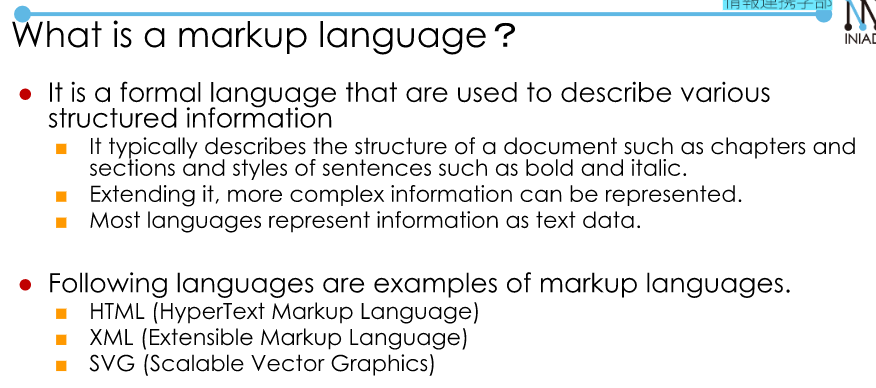 情報連携学部
INIAD
What is a markup language？
● It is a formal language that are used to describe various
structured information
■ It typically describes the structure of a document such as chapters and
sections and styles of sentences such as bold and italic.
■ Extending it, more complex information can be represented.
■ Most languages represent information as text data.
● Following languages are examples of markup languages.
■ HTML (HyperText Markup Language)
■ XML (Extensible Markup Language)
■ SVG (Scalable Vector Graphics)